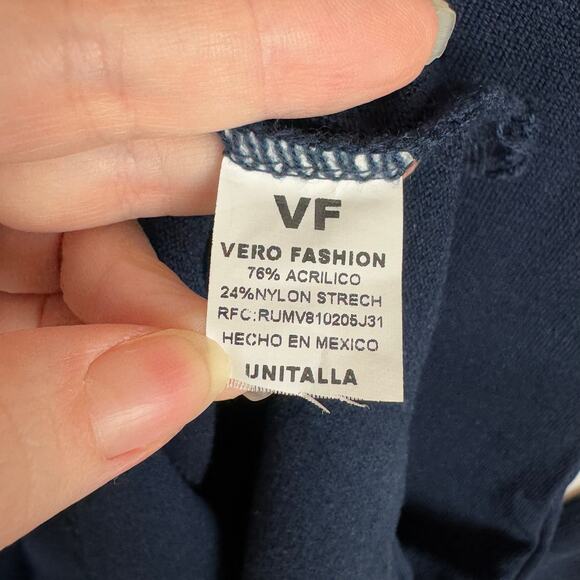 VF
VERO FASHION
76% ACRILICO
24%NYLON STRECH
RFC:RUMV810205J31
HECHO EN MEXICO
UNITALLA